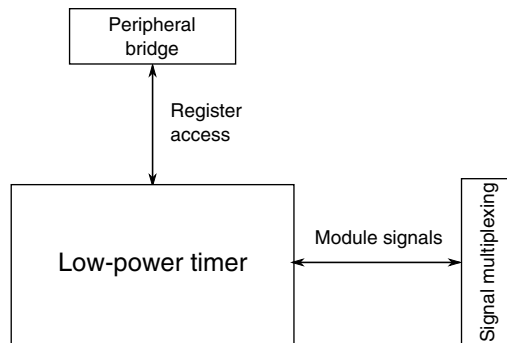 Peripheral
bridge
Register
access
Low-power timer
Module signals
Signal multiplexing